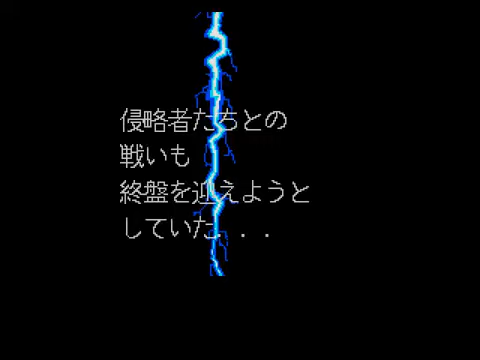 侵略者たちとの
戦いも
終盤を迎えようと
していた．．．